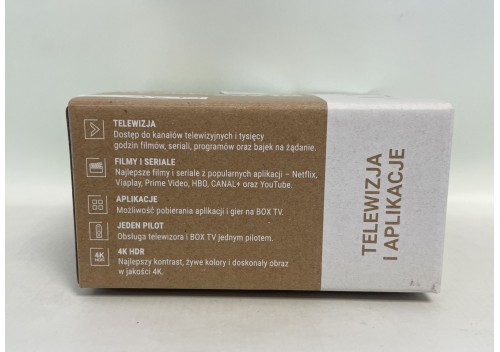 TELEWIZJA
Dostęp do kanałów telewizyjnych i tysięcy
godzin filmów, seriali, programów oraz bajek na żądanie.
FILMY I SERIALE
Najlepsze filmy i seriale z popularnych aplikacji – Netflix,
Viaplay, Prime Video, HBO, CANAL+ oraz YouTube.
APLIKACJE
Możliwość pobierania aplikacji i gier na BOX TV.
JEDEN PILOT
Obsługa telewizora i BOX TV jednym pilotem.
4K
4K HDR
Najlepszy kontrast, żywe kolory i doskonały obraz
w jakości 4K.
TELEWIZJA
I APLIKACJE